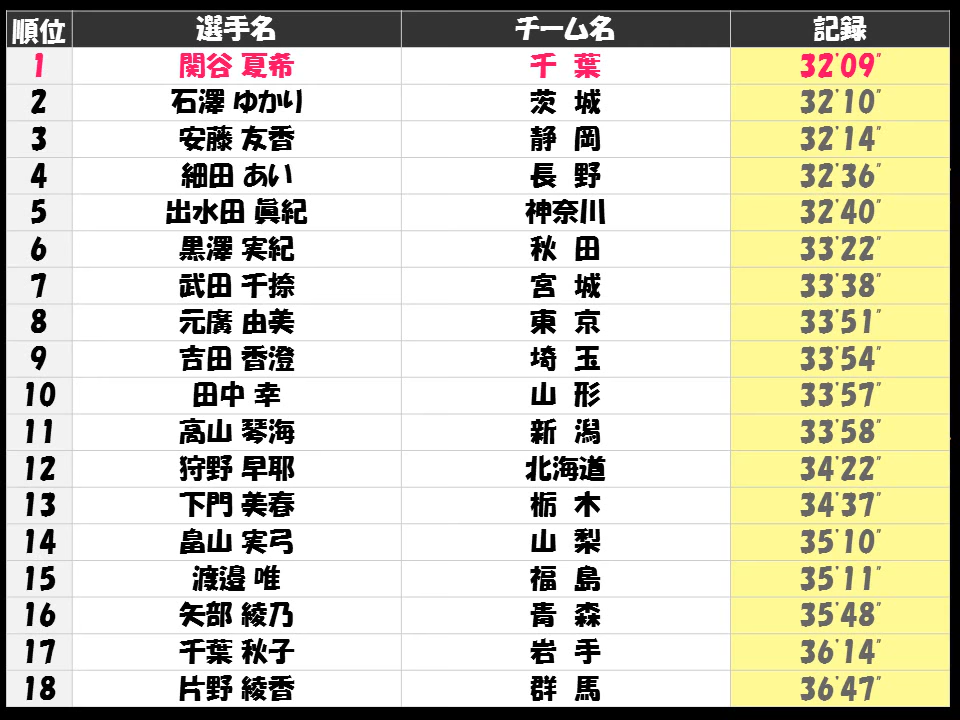 順位 選手名 チーム名 記録
1 関谷 夏希 千 葉 32'09"
2 石澤 ゆかり 茨 城 32'10"
3 安藤 友香 静 岡 32'14"
4 細田 あい 長 野 32'36"
5 出水田 眞紀 神奈川 32'40"
6 黒澤 実紀 秋 田 33'22"
7 武田 千捺 宮 城 33'38"
8 元廣 由美 東 京 33'51"
9 吉田 香澄 埼 玉 33'54"
10 田中 幸 山 形 33'57"
11 高山 琴海 新 潟 33'58"
12 狩野 早耶 北海道 34'22"
13 下門 美春 栃 木 34'37"
14 畠山 実弓 山 梨 35'10"
15 渡邉 唯 福 島 35'11"
16 矢部 綾乃 青 森 35'48"
17 千葉 秋子 岩 手 36'14"
18 片野 綾香 群 馬 36'47"